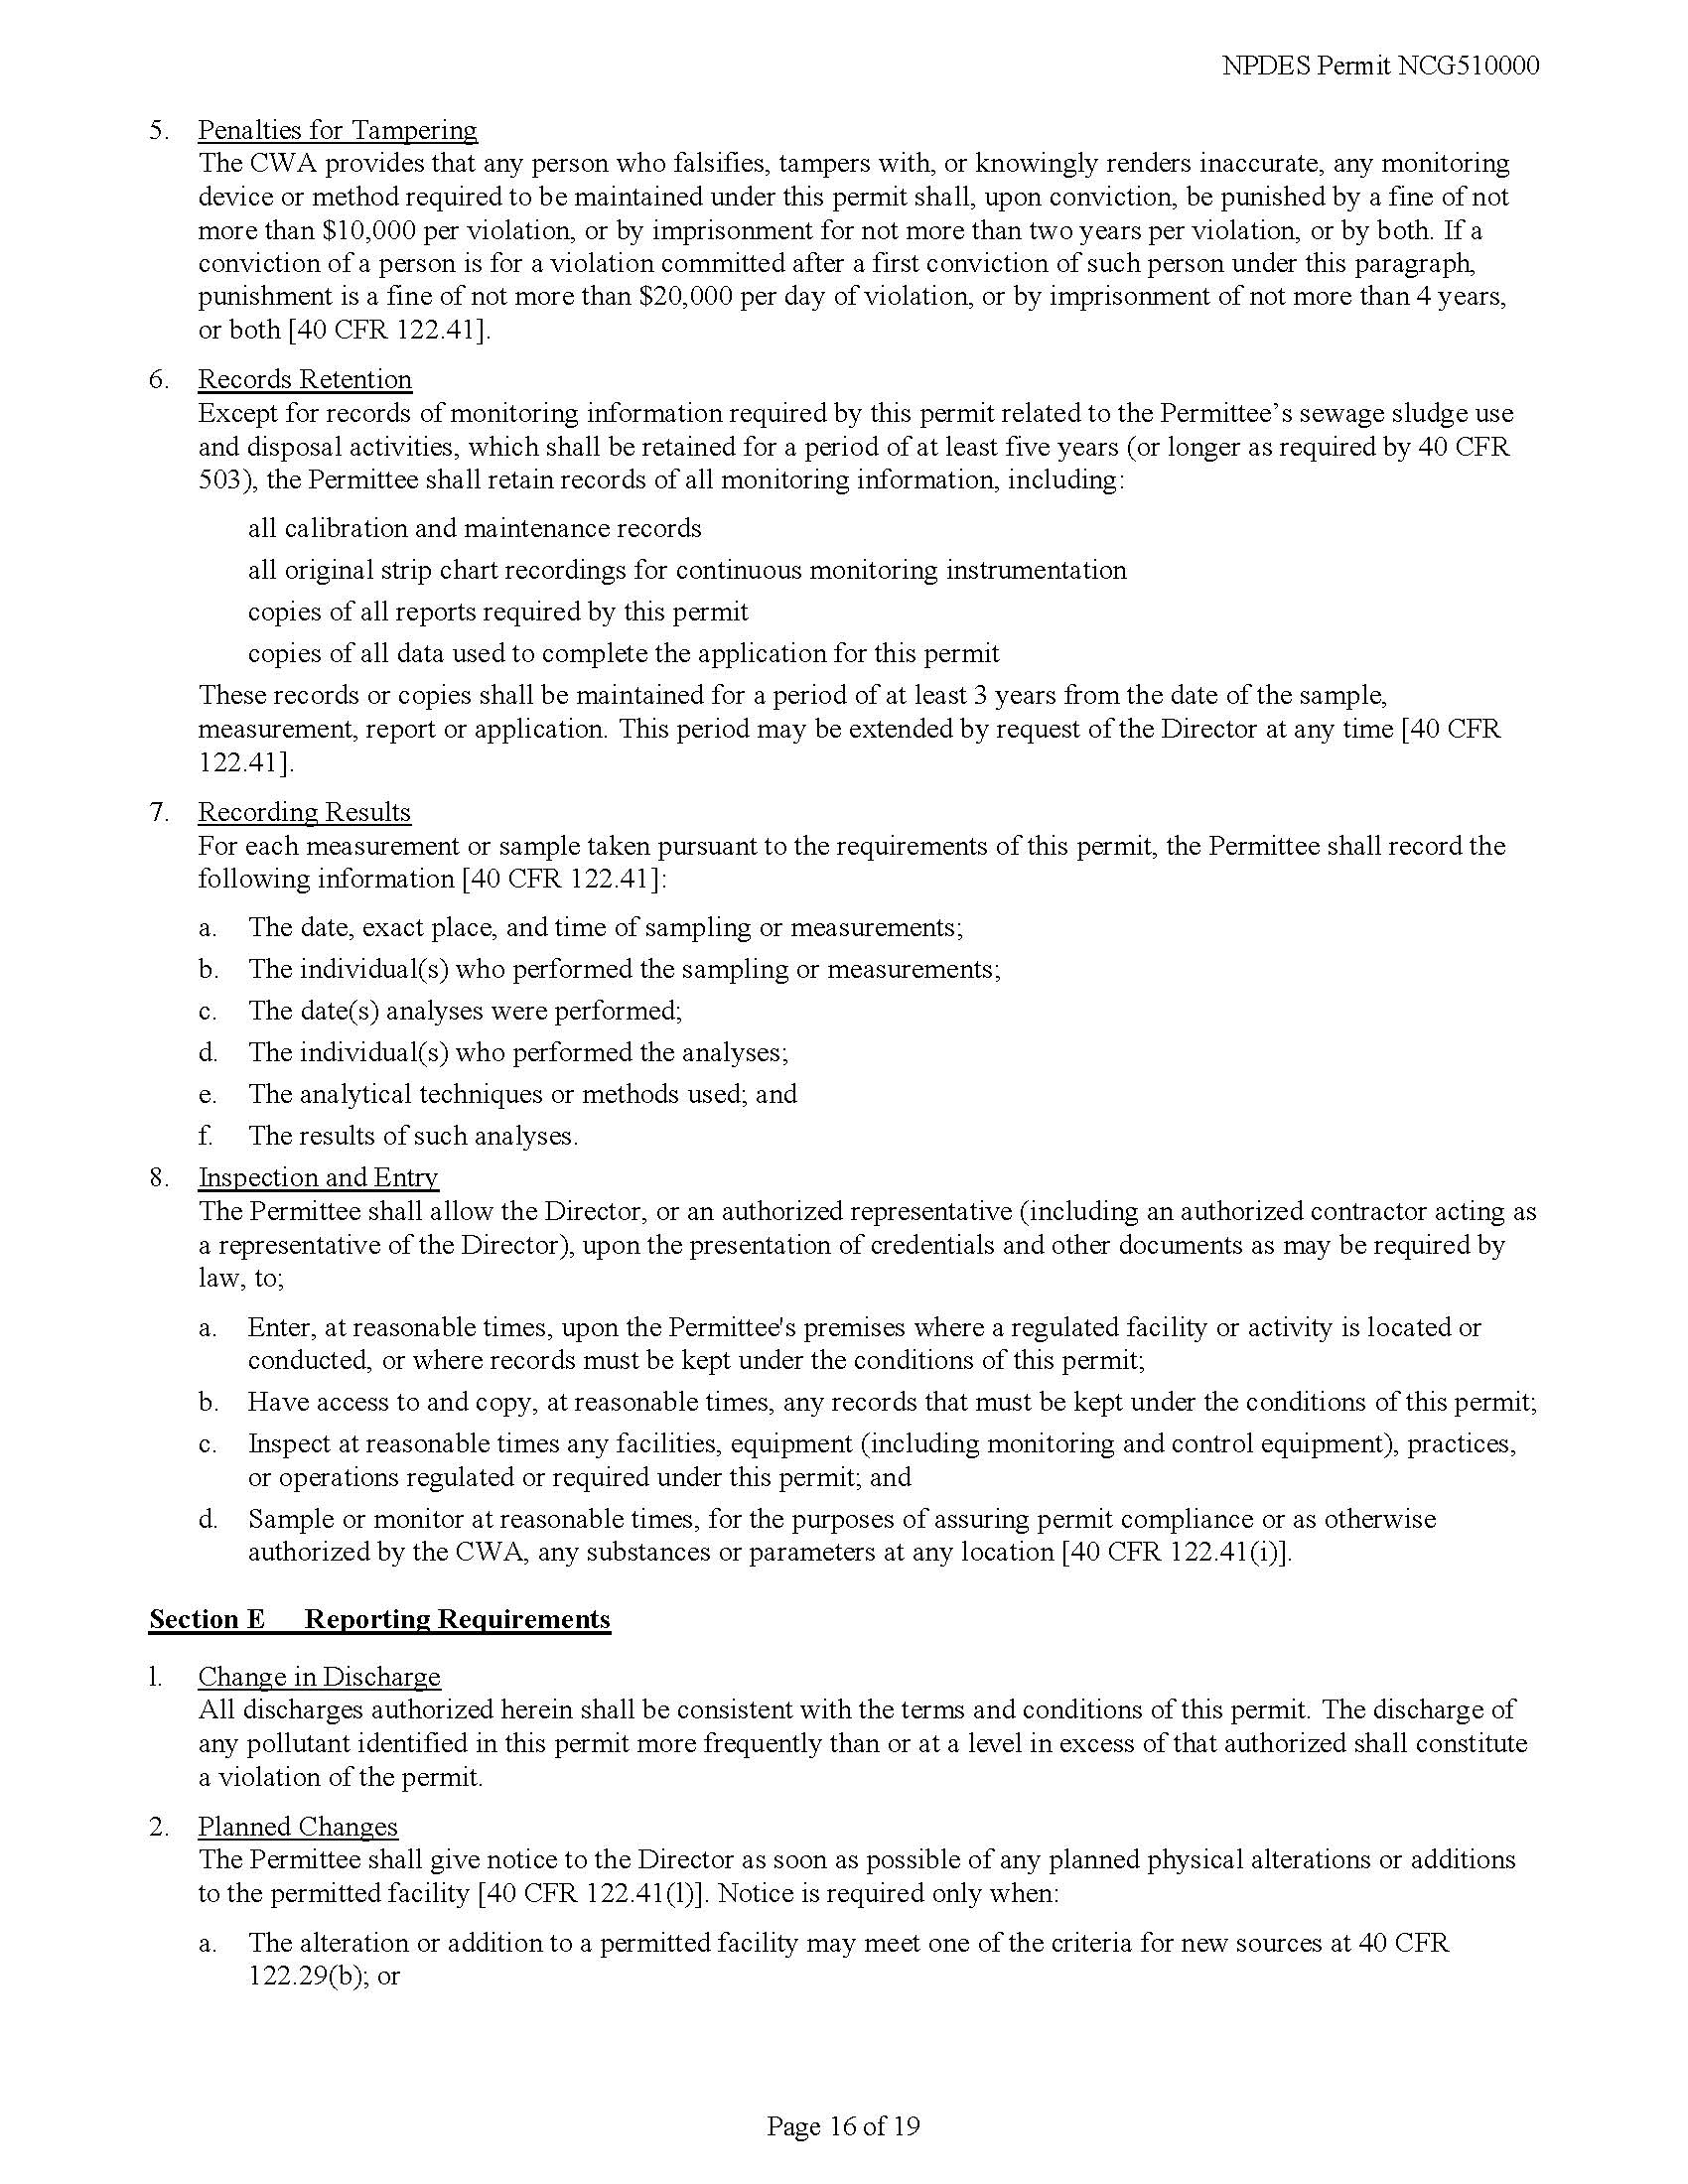 NPDES Permit NCG510000
5. Penalties for Tampering
The CWA provides that any person who falsifies, tampers with, or knowingly renders inaccurate, any monitoring
device or method required to be maintained under this permit shall, upon conviction, be punished by a fine of not
more than $10,000 per violation, or by imprisonment for not more than two years per violation, or by both. If a
conviction of a person is for a violation committed after a first conviction of such person under this paragraph,
punishment is a fine of not more than $20,000 per day of violation, or by imprisonment of not more than 4 years,
or both [40 CFR 122.41].
6. Records Retention
Except for records of monitoring information required by this permit related to the Permittee’s sewage sludge use
and disposal activities, which shall be retained for a period of at least five years (or longer as required by 40 CFR
503), the Permittee shall retain records of all monitoring information, including:
all calibration and maintenance records
all original strip chart recordings for continuous monitoring instrumentation
copies of all reports required by this permit
copies of all data used to complete the application for this permit
These records or copies shall be maintained for a period of at least 3 years from the date of the sample,
measurement, report or application. This period may be extended by request of the Director at any time [40 CFR
122.41].
7. Recording Results
For each measurement or sample taken pursuant to the requirements of this permit, the Permittee shall record the
following information [40 CFR 122.41]:
a. The date, exact place, and time of sampling or measurements;
b. The individual(s) who performed the sampling or measurements;
c. The date(s) analyses were performed;
d. The individual(s) who performed the analyses;
e. The analytical techniques or methods used; and
f. The results of such analyses.
8. Inspection and Entry
The Permittee shall allow the Director, or an authorized representative (including an authorized contractor acting as
a representative of the Director), upon the presentation of credentials and other documents as may be required by
law, to;
a. Enter, at reasonable times, upon the Permittee's premises where a regulated facility or activity is located or
conducted, or where records must be kept under the conditions of this permit;
b. Have access to and copy, at reasonable times, any records that must be kept under the conditions of this permit;
c. Inspect at reasonable times any facilities, equipment (including monitoring and control equipment), practices,
or operations regulated or required under this permit; and
d. Sample or monitor at reasonable times, for the purposes of assuring permit compliance or as otherwise
authorized by the CWA, any substances or parameters at any location [40 CFR 122.41(i)].
Section E Reporting Requirements
1. Change in Discharge
All discharges authorized herein shall be consistent with the terms and conditions of this permit. The discharge of
any pollutant identified in this permit more frequently than or at a level in excess of that authorized shall constitute
a violation of the permit.
2. Planned Changes
The Permittee shall give notice to the Director as soon as possible of any planned physical alterations or additions
to the permitted facility [40 CFR 122.41(l)]. Notice is required only when:
a. The alteration or addition to a permitted facility may meet one of the criteria for new sources at 40 CFR
122.29(b); or
Page 16 of 19